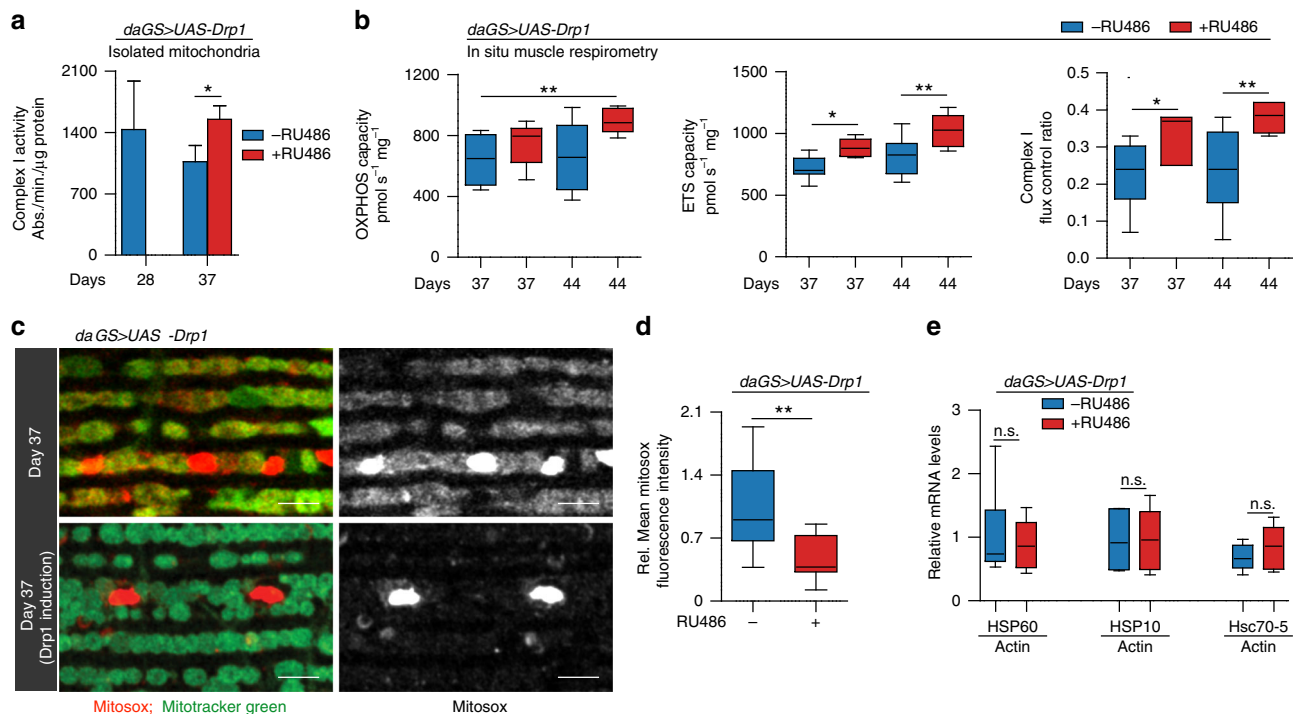 a
daGS>UAS-Drp1
Isolated mitochondria
Complex I activity
Abs./min./µg protein
2100
1400
700
0
*
–RU486
+RU486
Days 28 37
b
daGS>UAS-Drp1
–RU486 +RU486
In situ muscle respirometry
OXPHOS capacity
pmol s⁻¹ mg⁻¹
1200
800
400
0
**
Days 37 37 44 44
ETS capacity
pmol s⁻¹ mg⁻¹
1500
1000
500
0
* **
Days 37 37 44 44
Complex I
flux control ratio
0.5
0.4
0.3
0.2
0.1
0.0
* **
Days 37 37 44 44
c
daGS>UAS -Drp1
Day 37
Day 37
(Drp1 induction)
Mitosox; Mitotracker green
Mitosox
d
daGS>UAS-Drp1
Rel. Mean mitosox
fluorescence intensity
2.1
1.4
0.7
0
**
RU486 – +
e
daGS>UAS-Drp1
–RU486
+RU486
Relative mRNA levels
3
2
1
0
n.s. n.s. n.s.
HSP60 HSP10 Hsc70-5
Actin Actin Actin